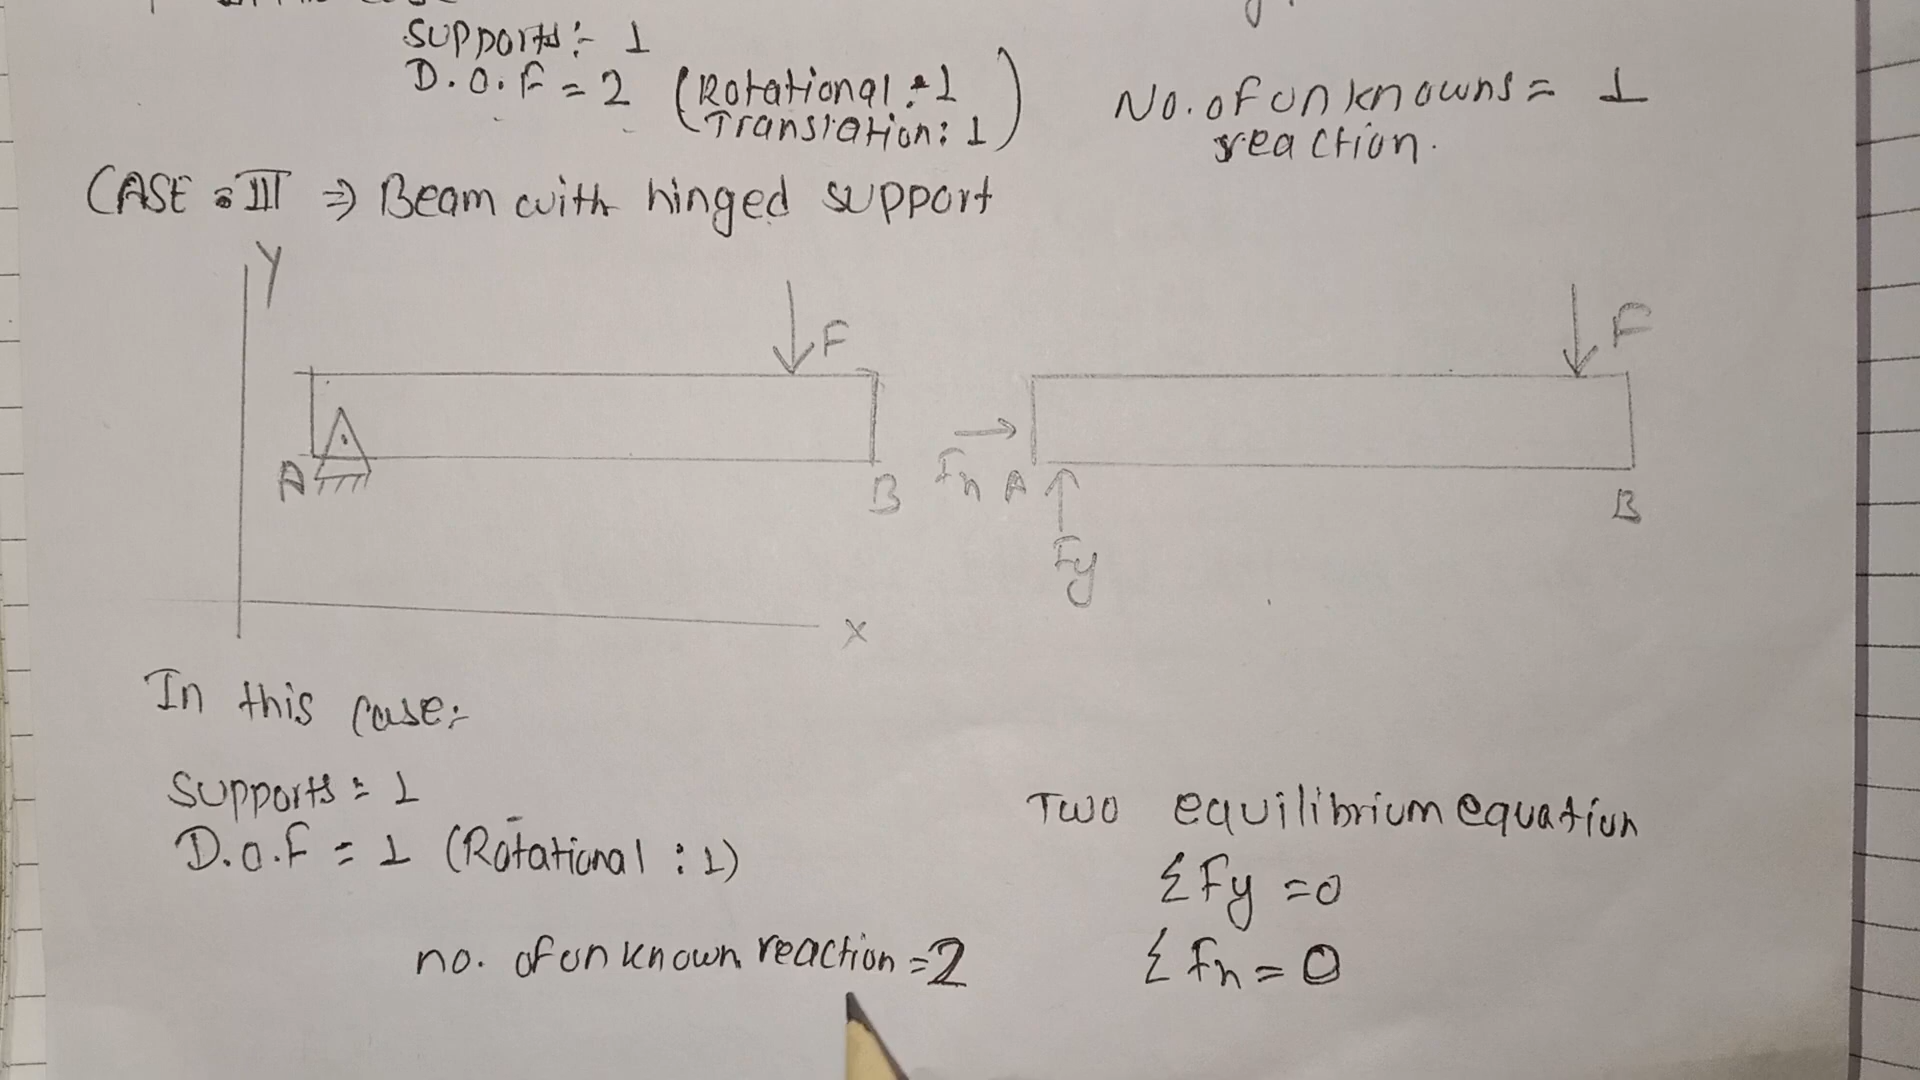 Supports:- 1
D.O.F = 2 (Rotational : 1
Translation: 1)
No. of unknowns = 1
reaction.
CASE : III ⇒ Beam with hinged support
Y
F
F
A
B
Fn
A
B
Fy
X
In this case:-
Supports = 1
D.O.F = 1 (Rotational : 1)
no. of unknown reaction = 2
Two equilibrium equation
ΣFy = 0
ΣFn = 0